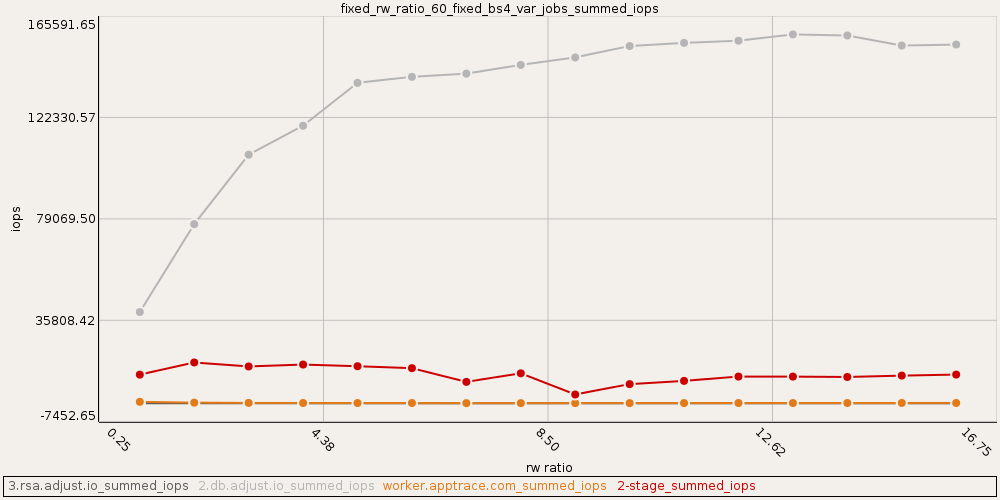 fixed_rw_ratio_60_fixed_bs4_var_jobs_summed_iops
165591.65
122330.57
79069.50
35808.42
-7452.65
iops
0.25
4.38
8.50
12.62
16.75
rw ratio
3.rsa.adjust.io_summed_iops 2.db.adjust.io_summed_iops worker.apptrace.com_summed_iops 2-stage_summed_iops